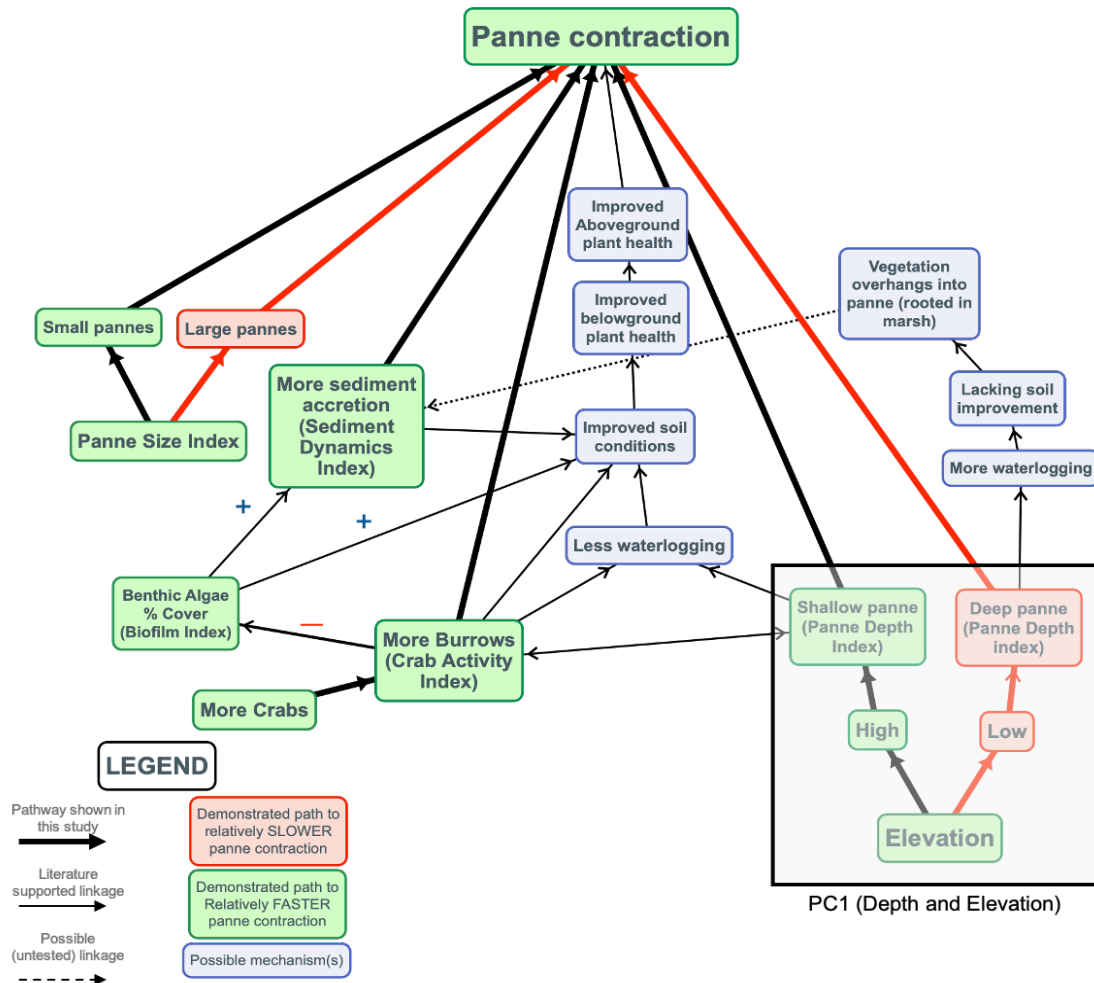 Panne contraction
Improved
Aboveground
plant health
Vegetation
overhangs into
panne (rooted in
marsh)
Improved
belowground
plant health
Small pannes
Large pannes
More sediment
accretion
(Sediment
Dynamics
Index)
Lacking soil
improvement
Panne Size Index
Improved soil
conditions
More waterlogging
+
+
Less waterlogging
Benthic Algae
% Cover
(Biofilm Index)
—
More Burrows
(Crab Activity
Index)
Shallow panne
(Panne Depth
Index)
Deep panne
(Panne Depth
index)
More Crabs
High
Low
Elevation
PC1 (Depth and Elevation)
LEGEND
Pathway shown in
this study
Demonstrated path to
relatively SLOWER
panne contraction
Literature
supported linkage
Demonstrated path to
Relatively FASTER
panne contraction
Possible
(untested) linkage
Possible mechanism(s)